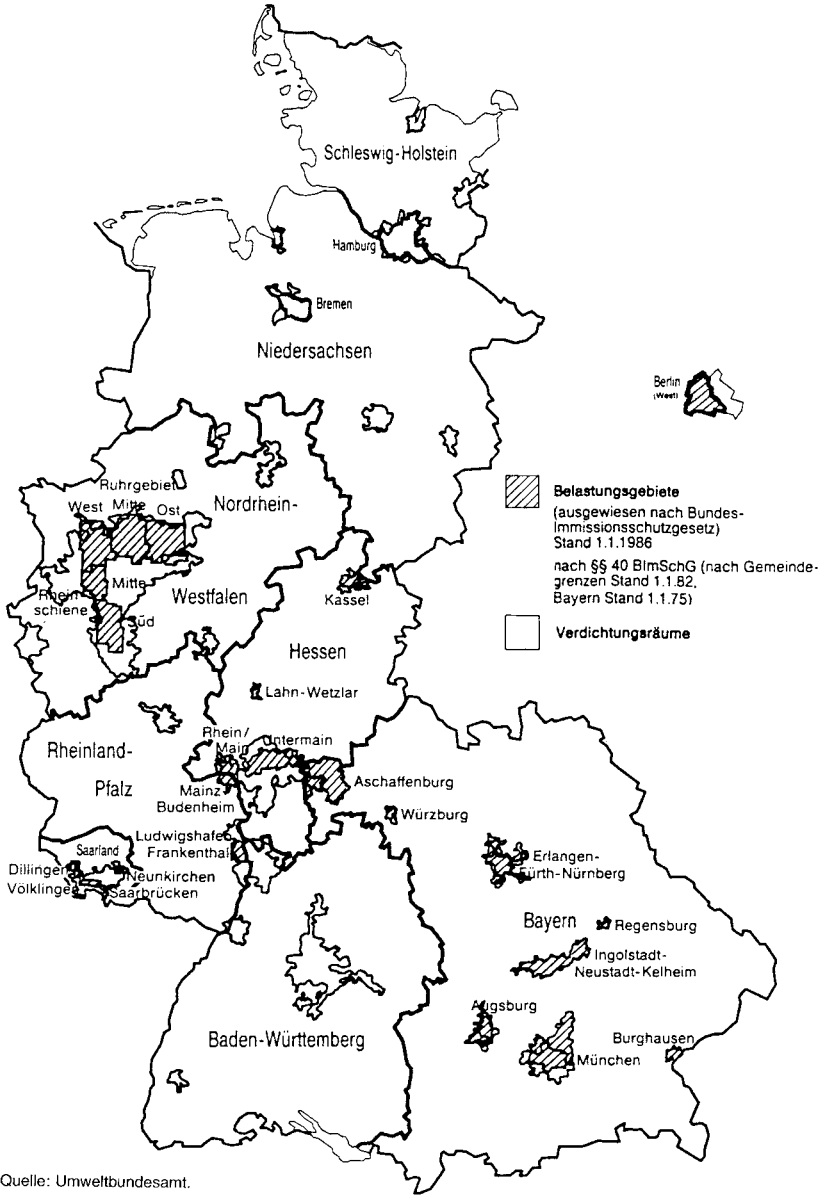 Schleswig-Holstein
Hamburg
Bremen
Niedersachsen
Berlin
(West)
Ruhrgebiet
West Mitte Ost
Nordrhein-
Westfalen
Mitte
Rhein
schiene
Süd
Kassel
Hessen
Lahn-Wetzlar
Belastungsgebiete
(ausgewiesen nach Bundes-
Immissionsschutzgesetz)
Stand 1.1.1986
nach §§ 40 BImSchG (nach Gemeinde-
grenzen Stand 1.1.82,
Bayern Stand 1.1.75)
Verdichtungsräume
Rheinland-
Pfalz
Rhein/
Main
Untermain
Mainz
Budenheim
Aschaffenburg
Würzburg
Ludwigshafen
Frankenthal
Saarland
Dillingen
Völklingen
Neunkirchen
Saarbrücken
Erlangen-
Fürth-Nürnberg
Bayern
Regensburg
Ingolstadt-
Neustadt-Kelheim
Augsburg
Burghausen
München
Baden-Württemberg
Quelle: Umweltbundesamt.